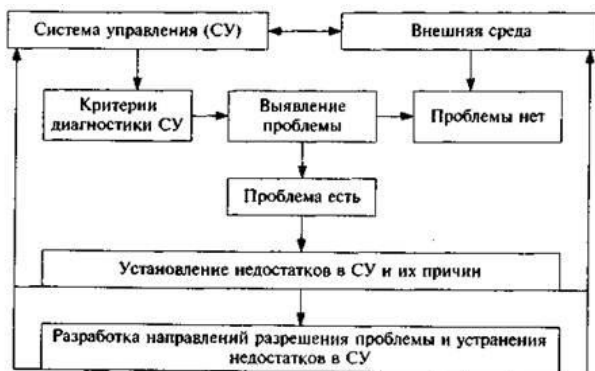 Система управления (СУ)
Внешняя среда
Критерии
диагностики СУ
Выявление
проблемы
Проблемы нет
Проблема есть
Установление недостатков в СУ и их причин
Разработка направлений разрешения проблемы и устранения
недостатков в СУ